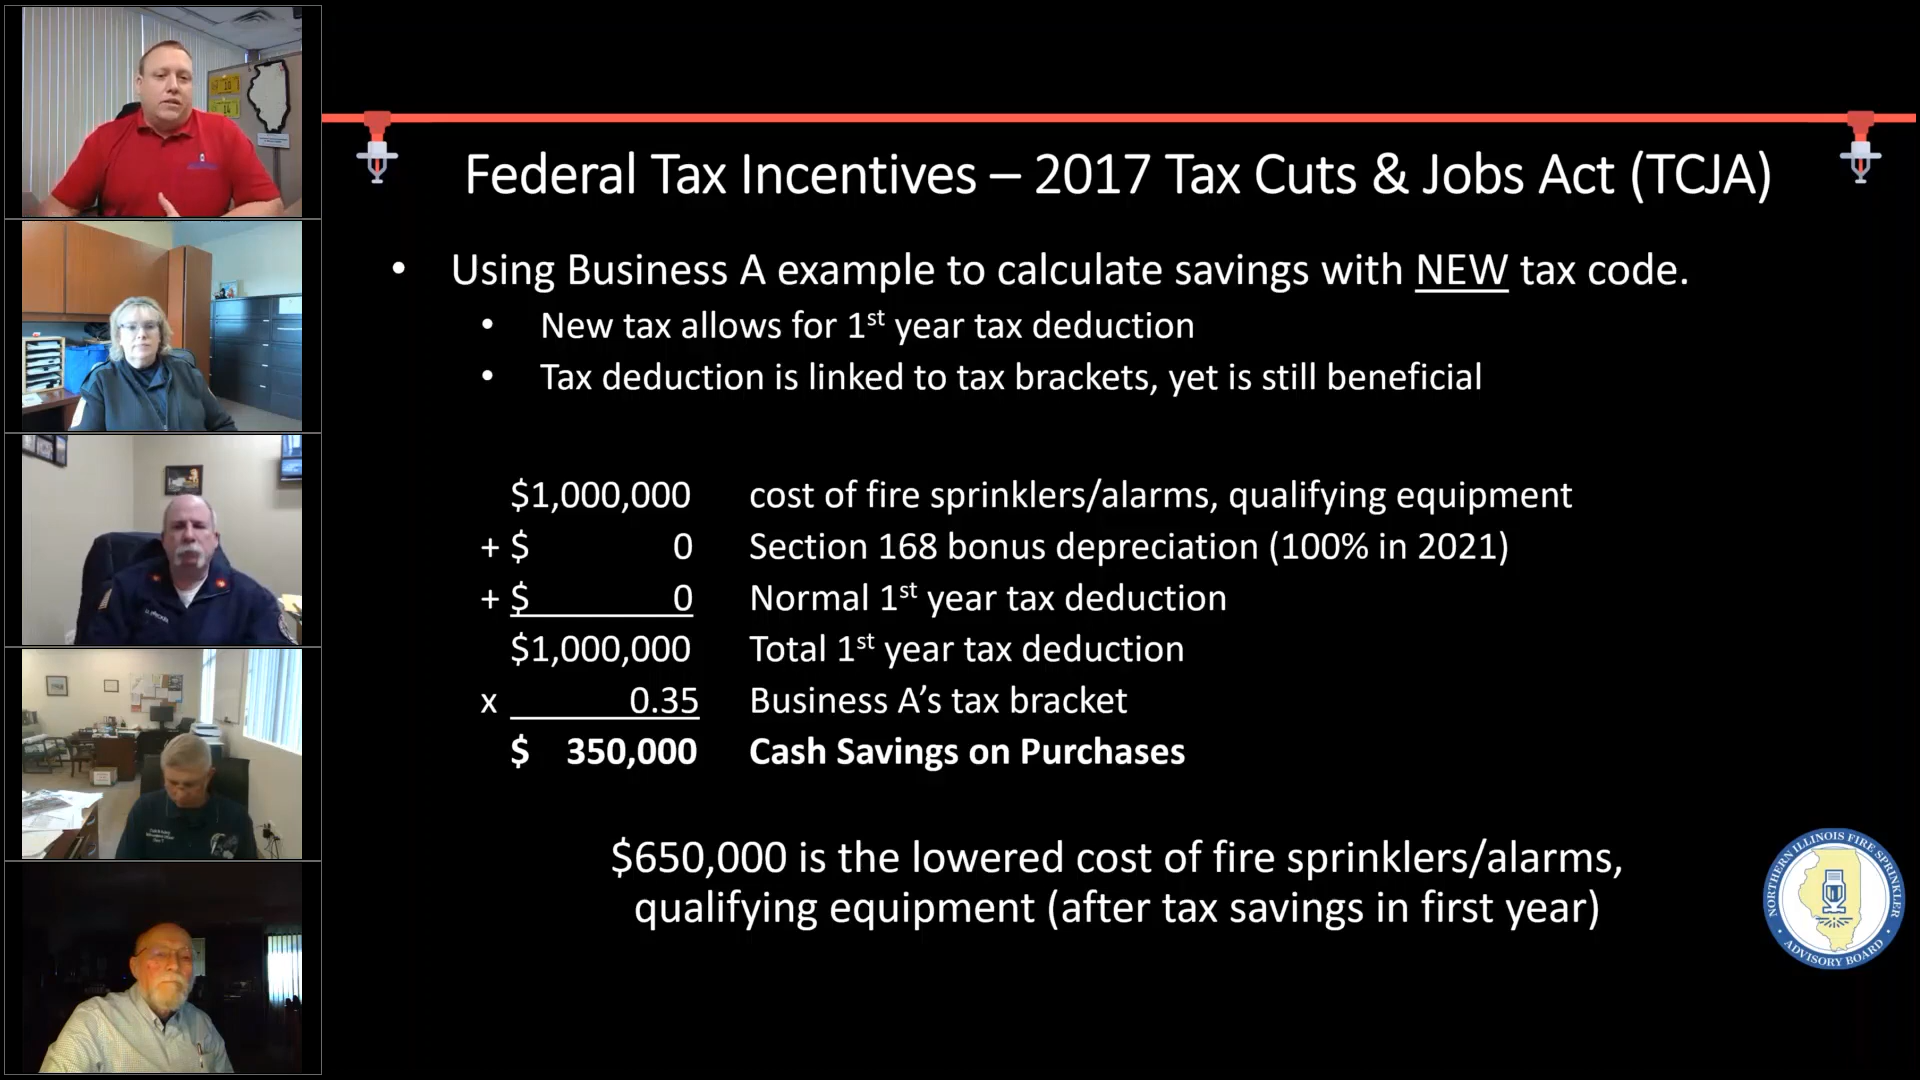 Federal Tax Incentives – 2017 Tax Cuts & Jobs Act (TCJA)
• Using Business A example to calculate savings with NEW tax code.
• New tax allows for 1st year tax deduction
• Tax deduction is linked to tax brackets, yet is still beneficial
$1,000,000 cost of fire sprinklers/alarms, qualifying equipment
+ $ 0 Section 168 bonus depreciation (100% in 2021)
+ $ 0 Normal 1st year tax deduction
$1,000,000 Total 1st year tax deduction
x 0.35 Business A’s tax bracket
$ 350,000 Cash Savings on Purchases
$650,000 is the lowered cost of fire sprinklers/alarms,
qualifying equipment (after tax savings in first year)
NORTHERN ILLINOIS FIRE SPRINKLER
ADVISORY BOARD